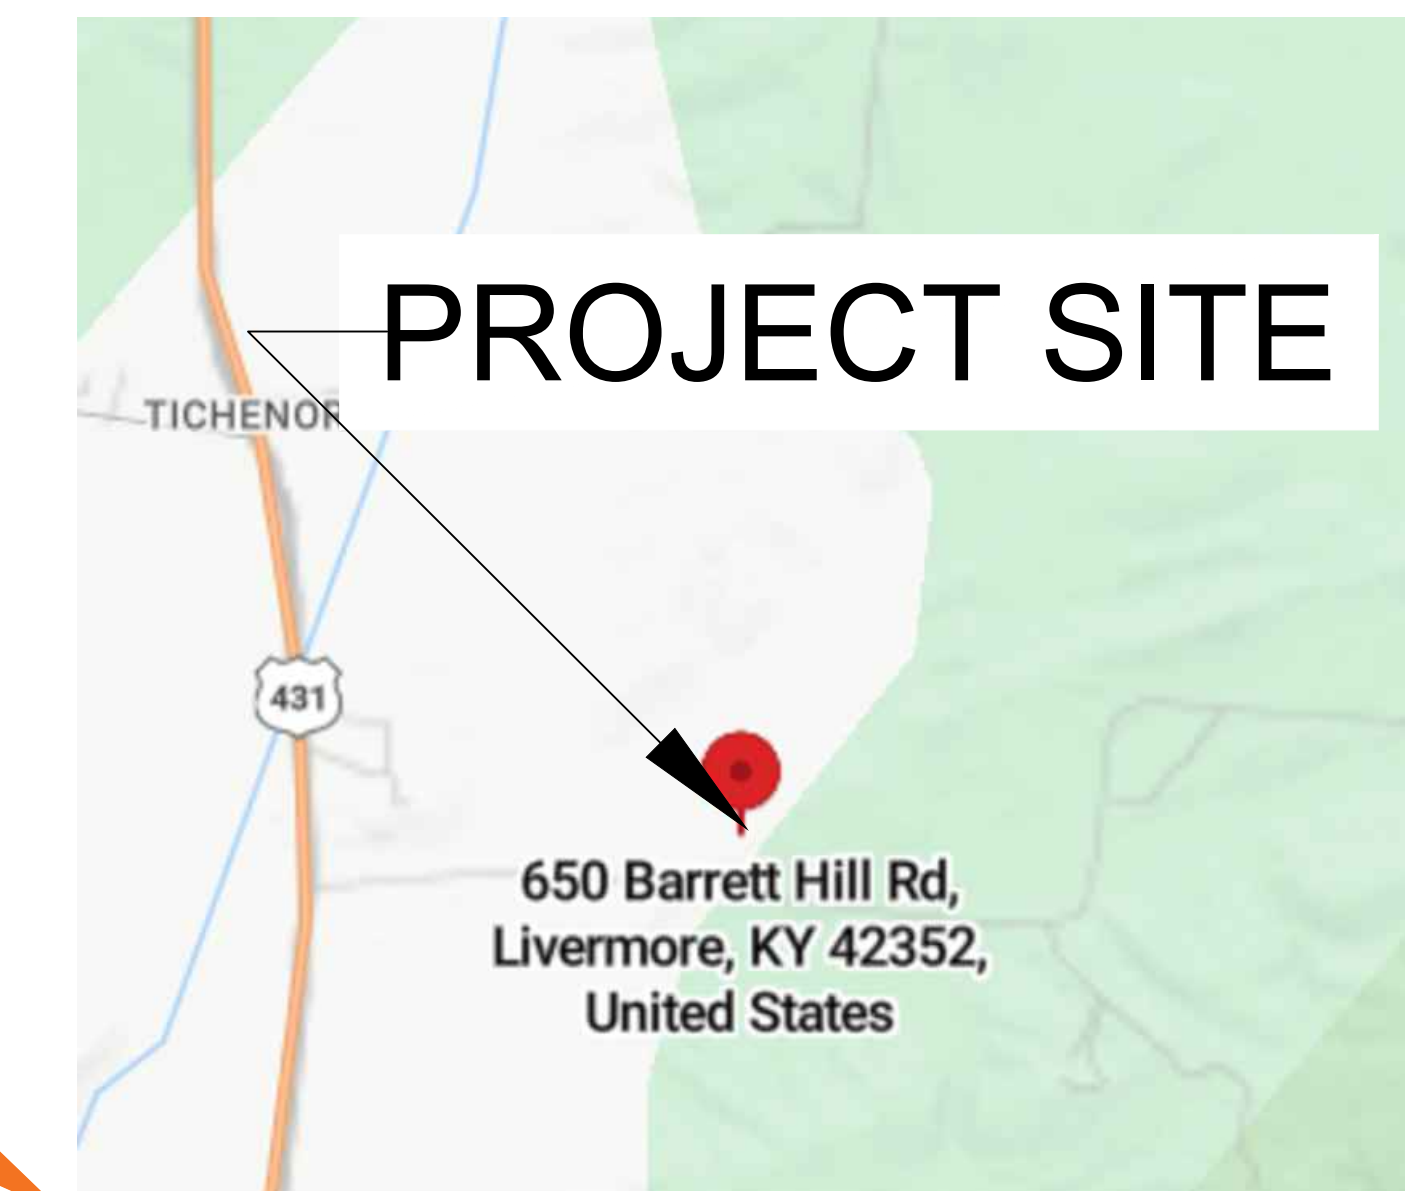 PROJECT SITE
TICHENOR
431
650 Barrett Hill Rd,
Livermore, KY 42352,
United States